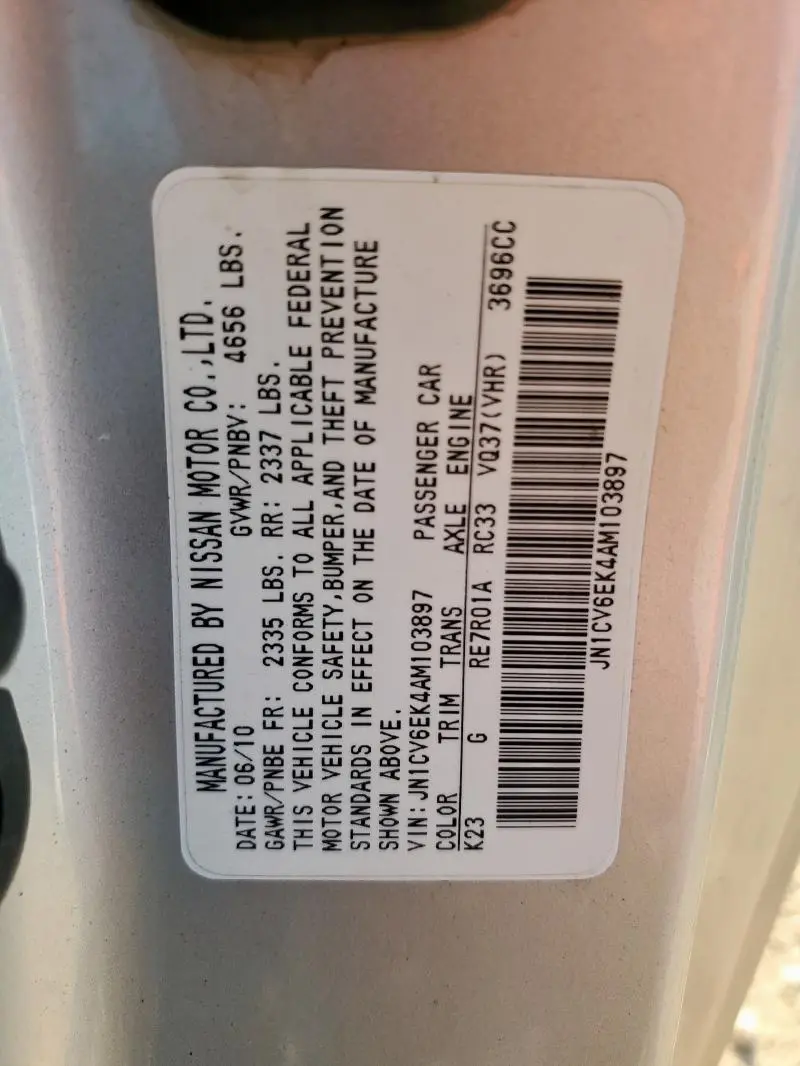 MANUFACTURED BY NISSAN MOTOR CO.,LTD.
DATE: 06/10 GVWR/PNBV: 4656 LBS.
GAWR/PNBE FR: 2335 LBS. RR: 2337 LBS.
THIS VEHICLE CONFORMS TO ALL APPLICABLE FEDERAL
MOTOR VEHICLE SAFETY,BUMPER,AND THEFT PREVENTION
STANDARDS IN EFFECT ON THE DATE OF MANUFACTURE
SHOWN ABOVE.
VIN: JN1CV6EK4AM103897 PASSENGER CAR
COLOR TRIM TRANS AXLE ENGINE
K23 G RE7R01A RC33 VQ37(VHR) 3696CC
JN1CV6EK4AM103897